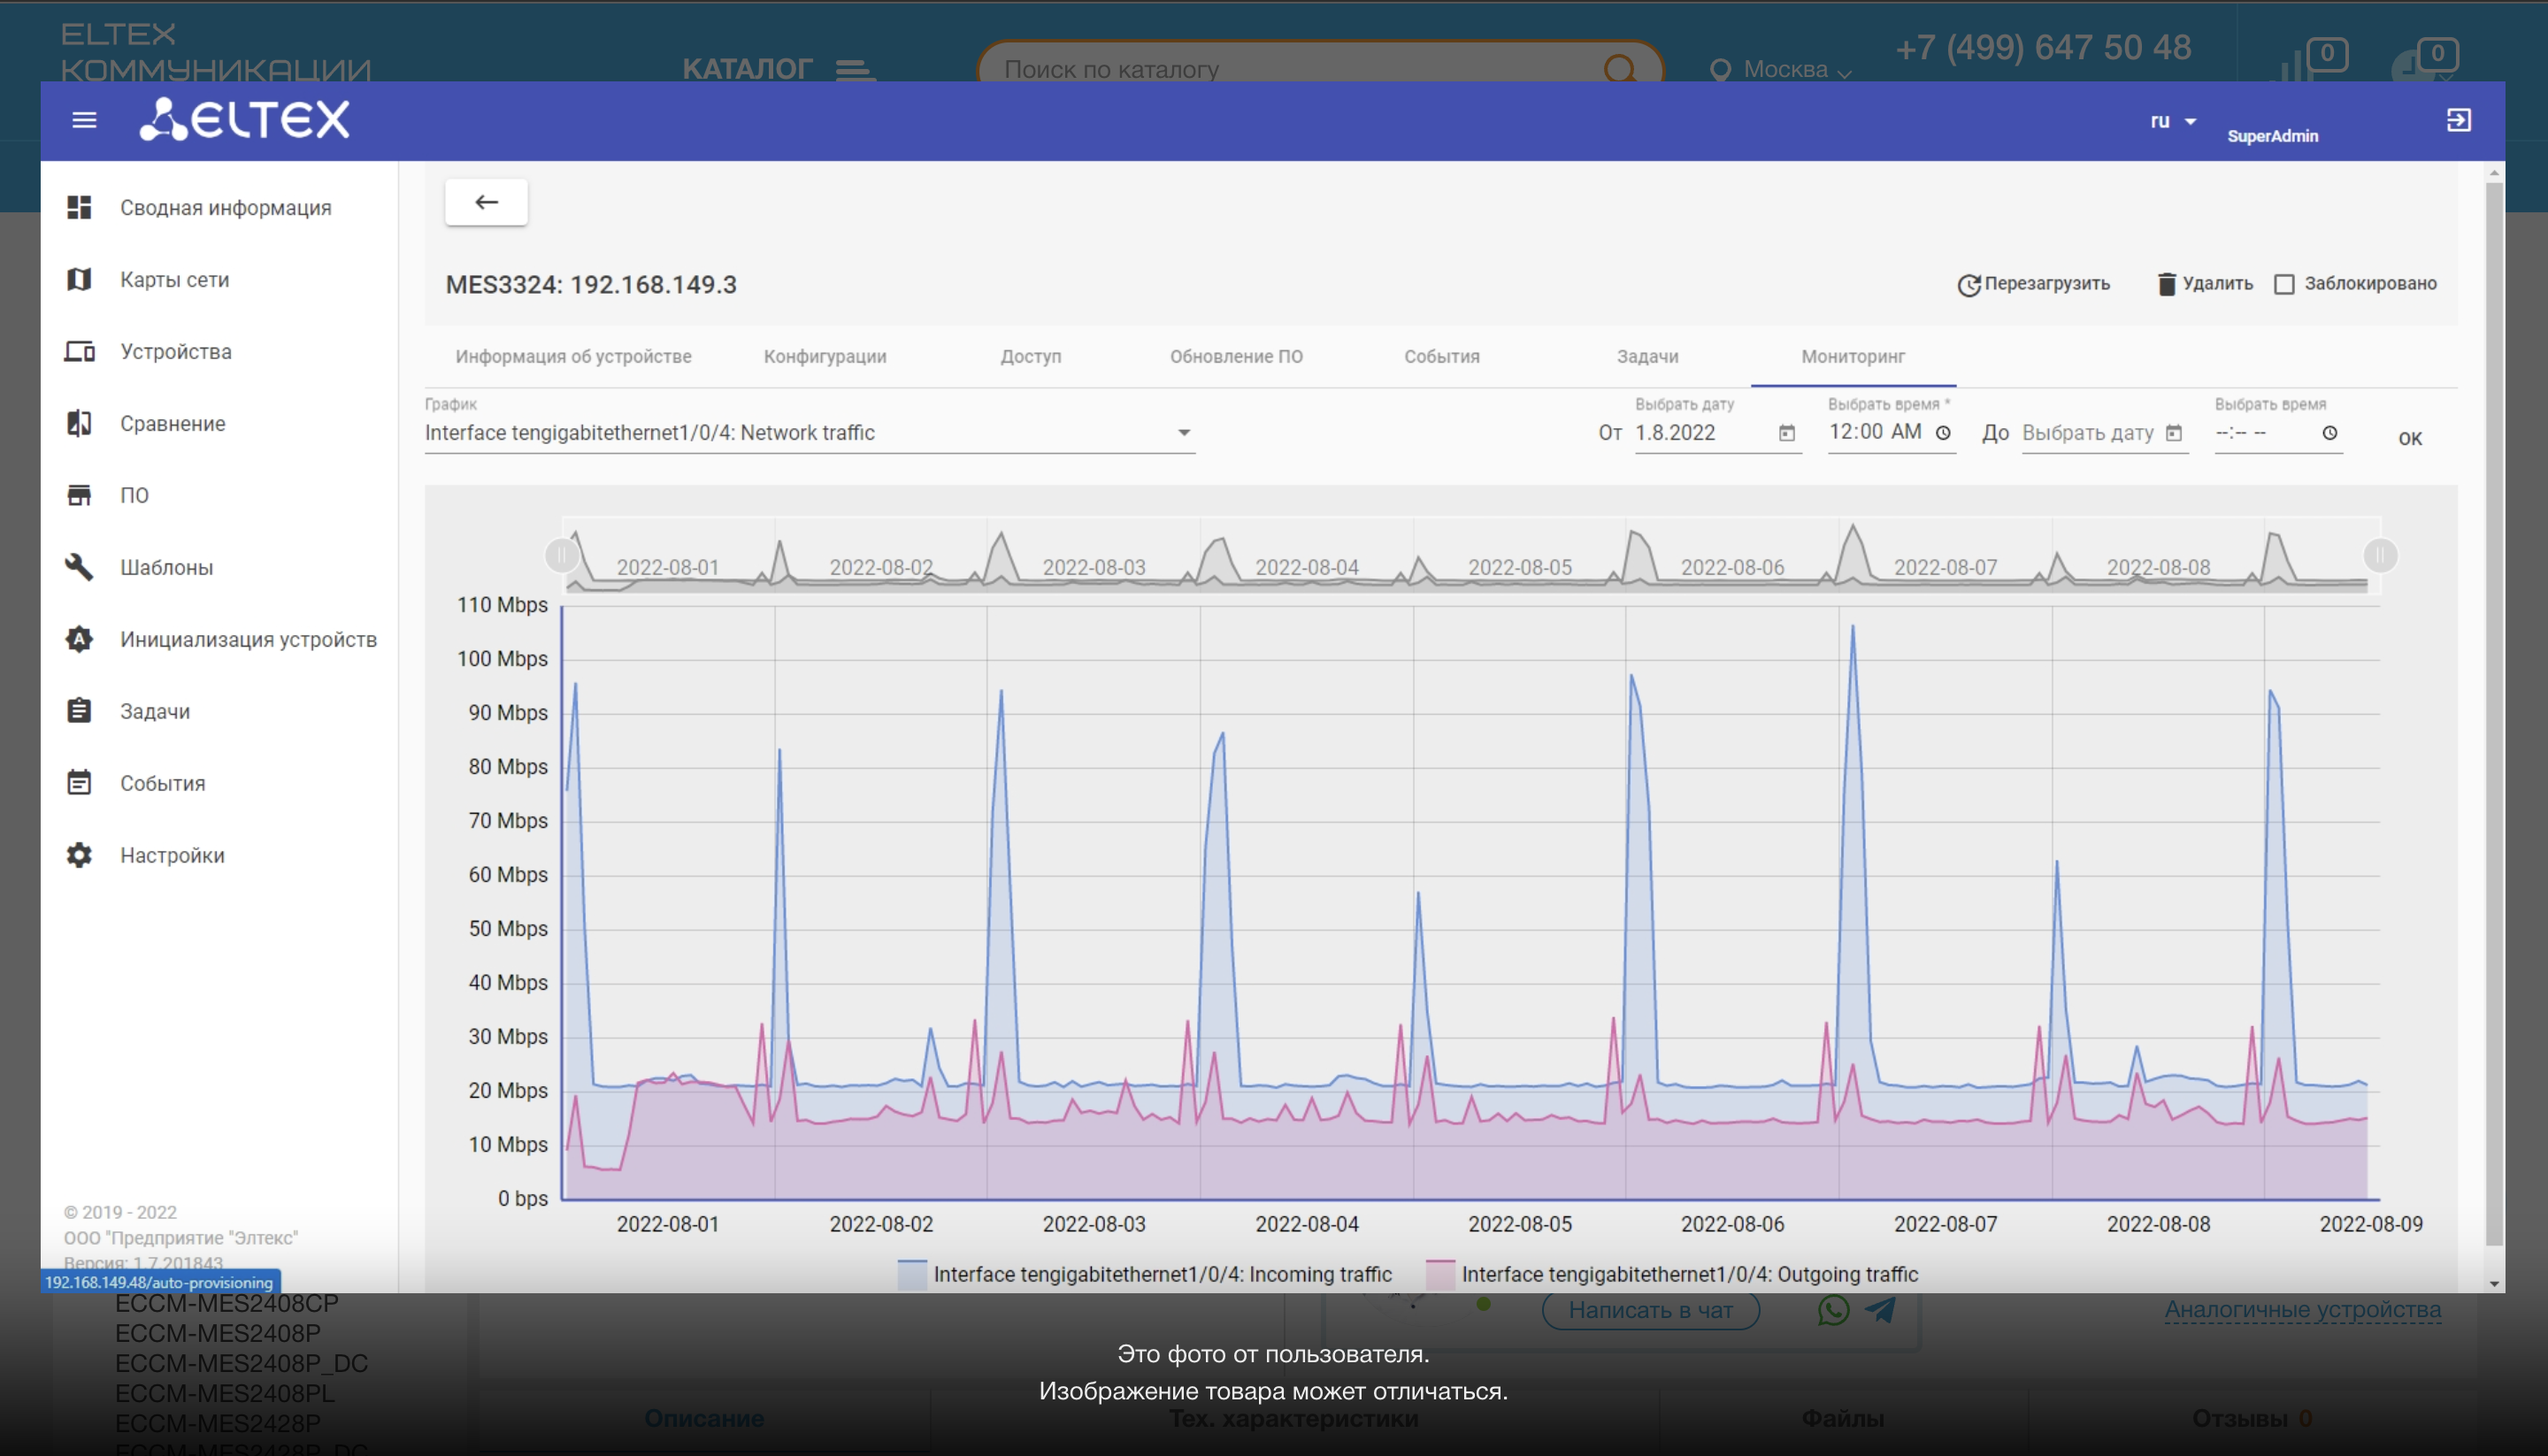 ELTEX
КОММУНИКАЦИИ
КАТАЛОГ
Поиск по каталогу
Москва
+7 (499) 647 50 48
0
0
ELTEX
ru
SuperAdmin
Сводная информация
Карты сети
Устройства
Сравнение
ПО
Шаблоны
Инициализация устройств
Задачи
События
Настройки
© 2019 - 2022
ООО "Предприятие "Элтекс"
Версия: 1.7.201843
192.168.149.48/auto-provisioning
MES3324: 192.168.149.3
Перезагрузить
Удалить
Заблокировано
Информация об устройстве
Конфигурации
Доступ
Обновление ПО
События
Задачи
Мониторинг
График
Interface tengigabitethernet1/0/4: Network traffic
Выбрать дату
От 1.8.2022
Выбрать время *
12:00 AM
До Выбрать дату
Выбрать время
--:-- --
OK
2022-08-01 2022-08-02 2022-08-03 2022-08-04 2022-08-05 2022-08-06 2022-08-07 2022-08-08
110 Mbps
100 Mbps
90 Mbps
80 Mbps
70 Mbps
60 Mbps
50 Mbps
40 Mbps
30 Mbps
20 Mbps
10 Mbps
0 bps
2022-08-01 2022-08-02 2022-08-03 2022-08-04 2022-08-05 2022-08-06 2022-08-07 2022-08-08 2022-08-09
Interface tengigabitethernet1/0/4: Incoming traffic
Interface tengigabitethernet1/0/4: Outgoing traffic
ECCM-MES2408CP
ECCM-MES2408P
ECCM-MES2408P_DC
ECCM-MES2408PL
ECCM-MES2428P
ECCM-MES2428P_DC
Написать в чат
Аналогичные устройства
Это фото от пользователя.
Изображение товара может отличаться.
Описание
Тех. характеристики
Файлы
Отзывы 0